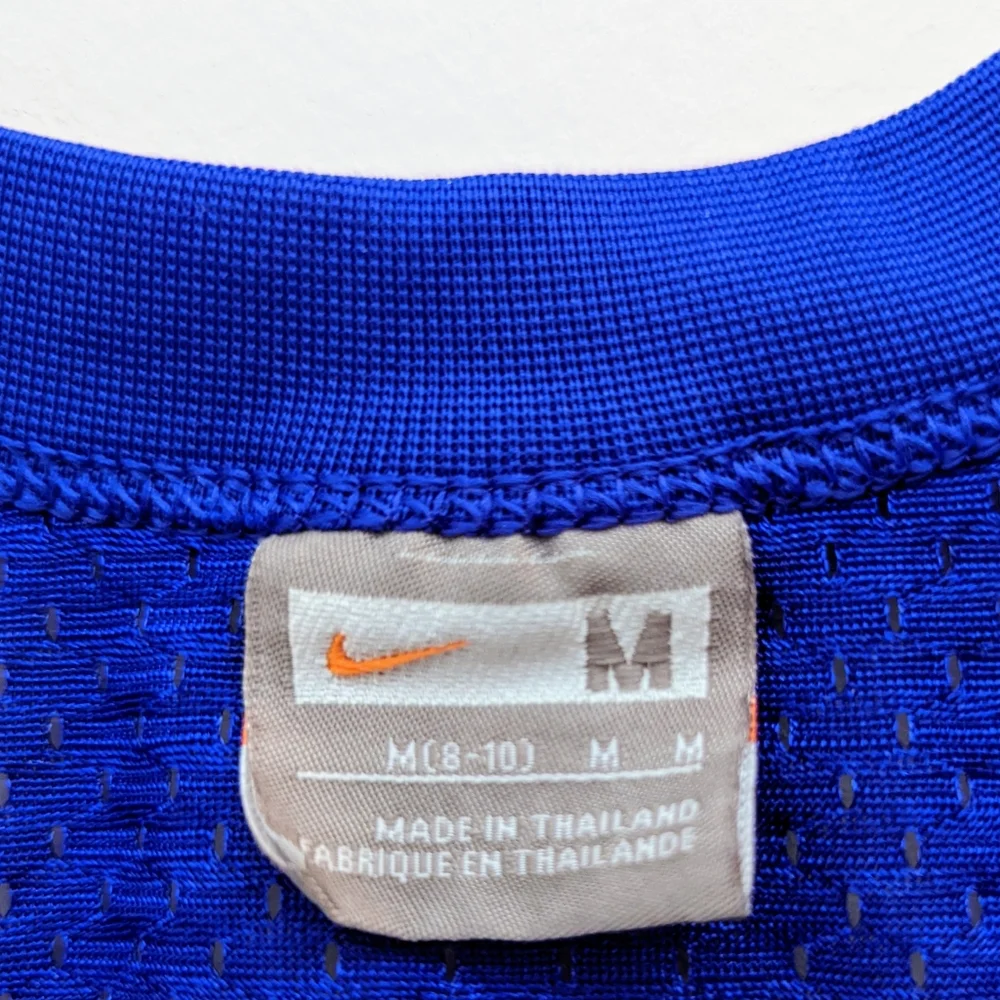 M
M(8-10) M M
MADE IN THAILAND
FABRIQUE EN THAILANDE